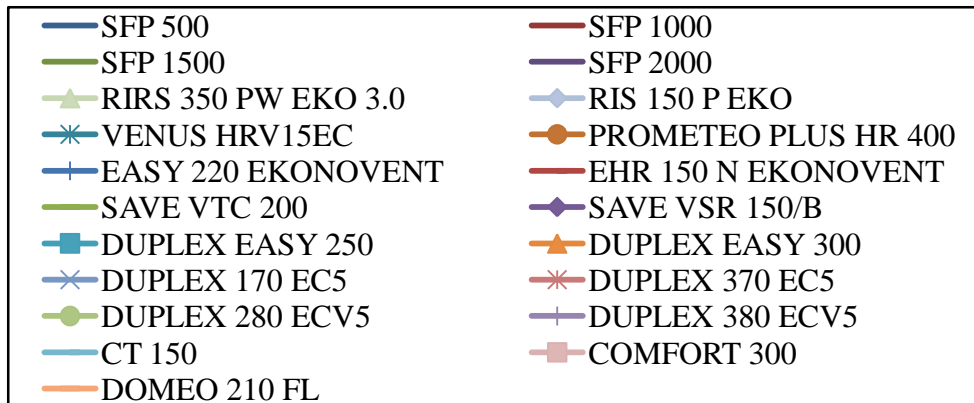 SFP 500 SFP 1000
SFP 1500 SFP 2000
RIRS 350 PW EKO 3.0 RIS 150 P EKO
VENUS HRV15EC PROMETEO PLUS HR 400
EASY 220 EKONOVENT EHR 150 N EKONOVENT
SAVE VTC 200 SAVE VSR 150/B
DUPLEX EASY 250 DUPLEX EASY 300
DUPLEX 170 EC5 DUPLEX 370 EC5
DUPLEX 280 ECV5 DUPLEX 380 ECV5
CT 150 COMFORT 300
DOMEO 210 FL